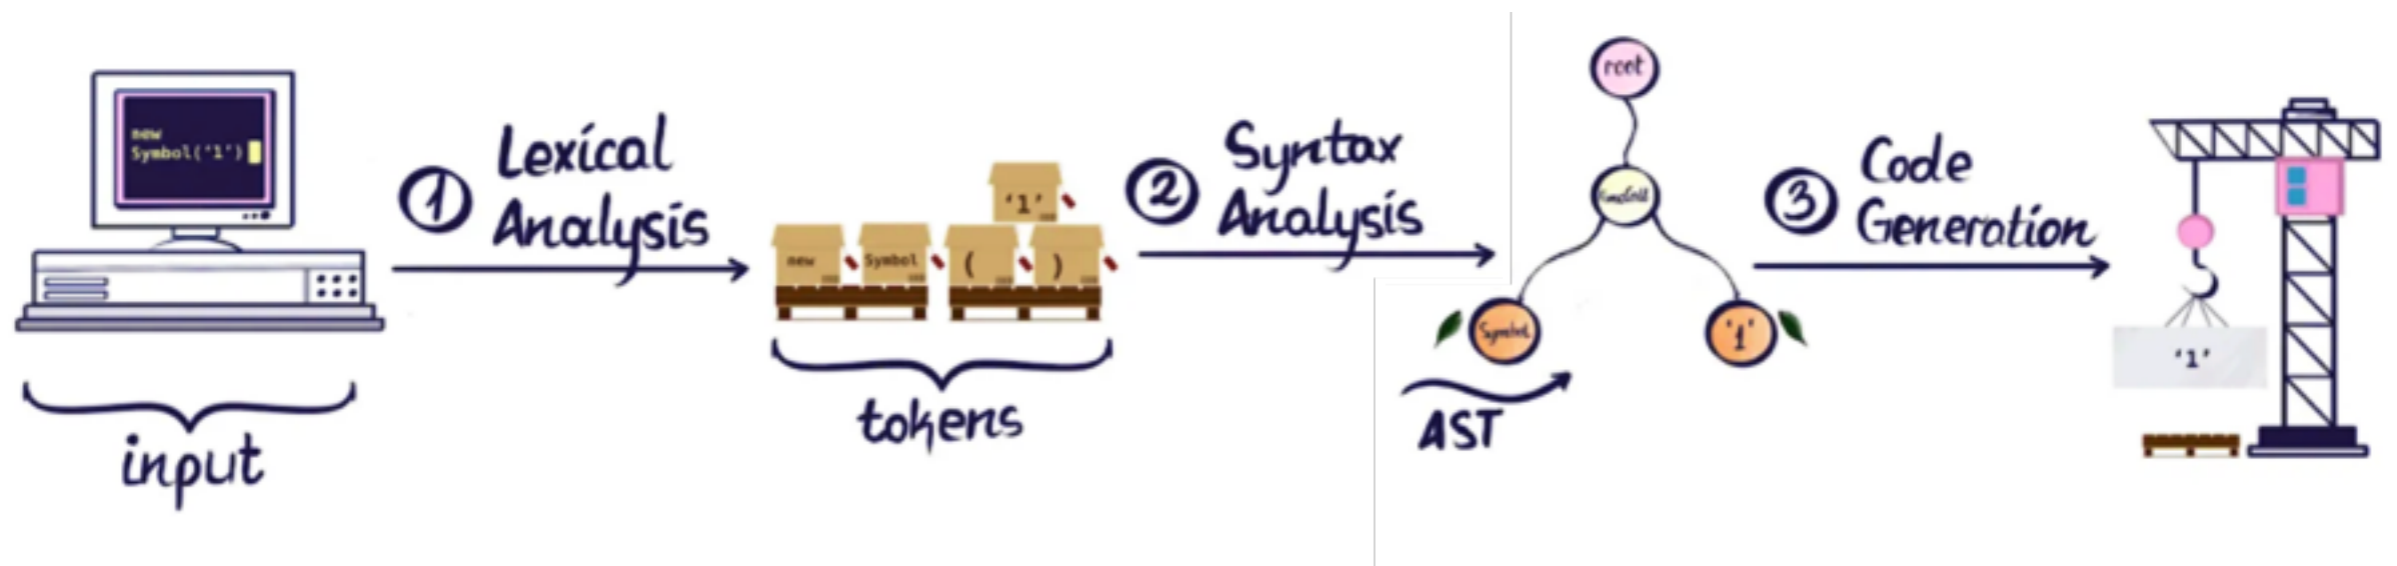 new
Symbol('1')
input
1
Lexical
Analysis
'1'
new
Symbol
(
)
tokens
2
Syntax
Analysis
root
Symbol
'1'
AST
3
Code
Generation
'1'